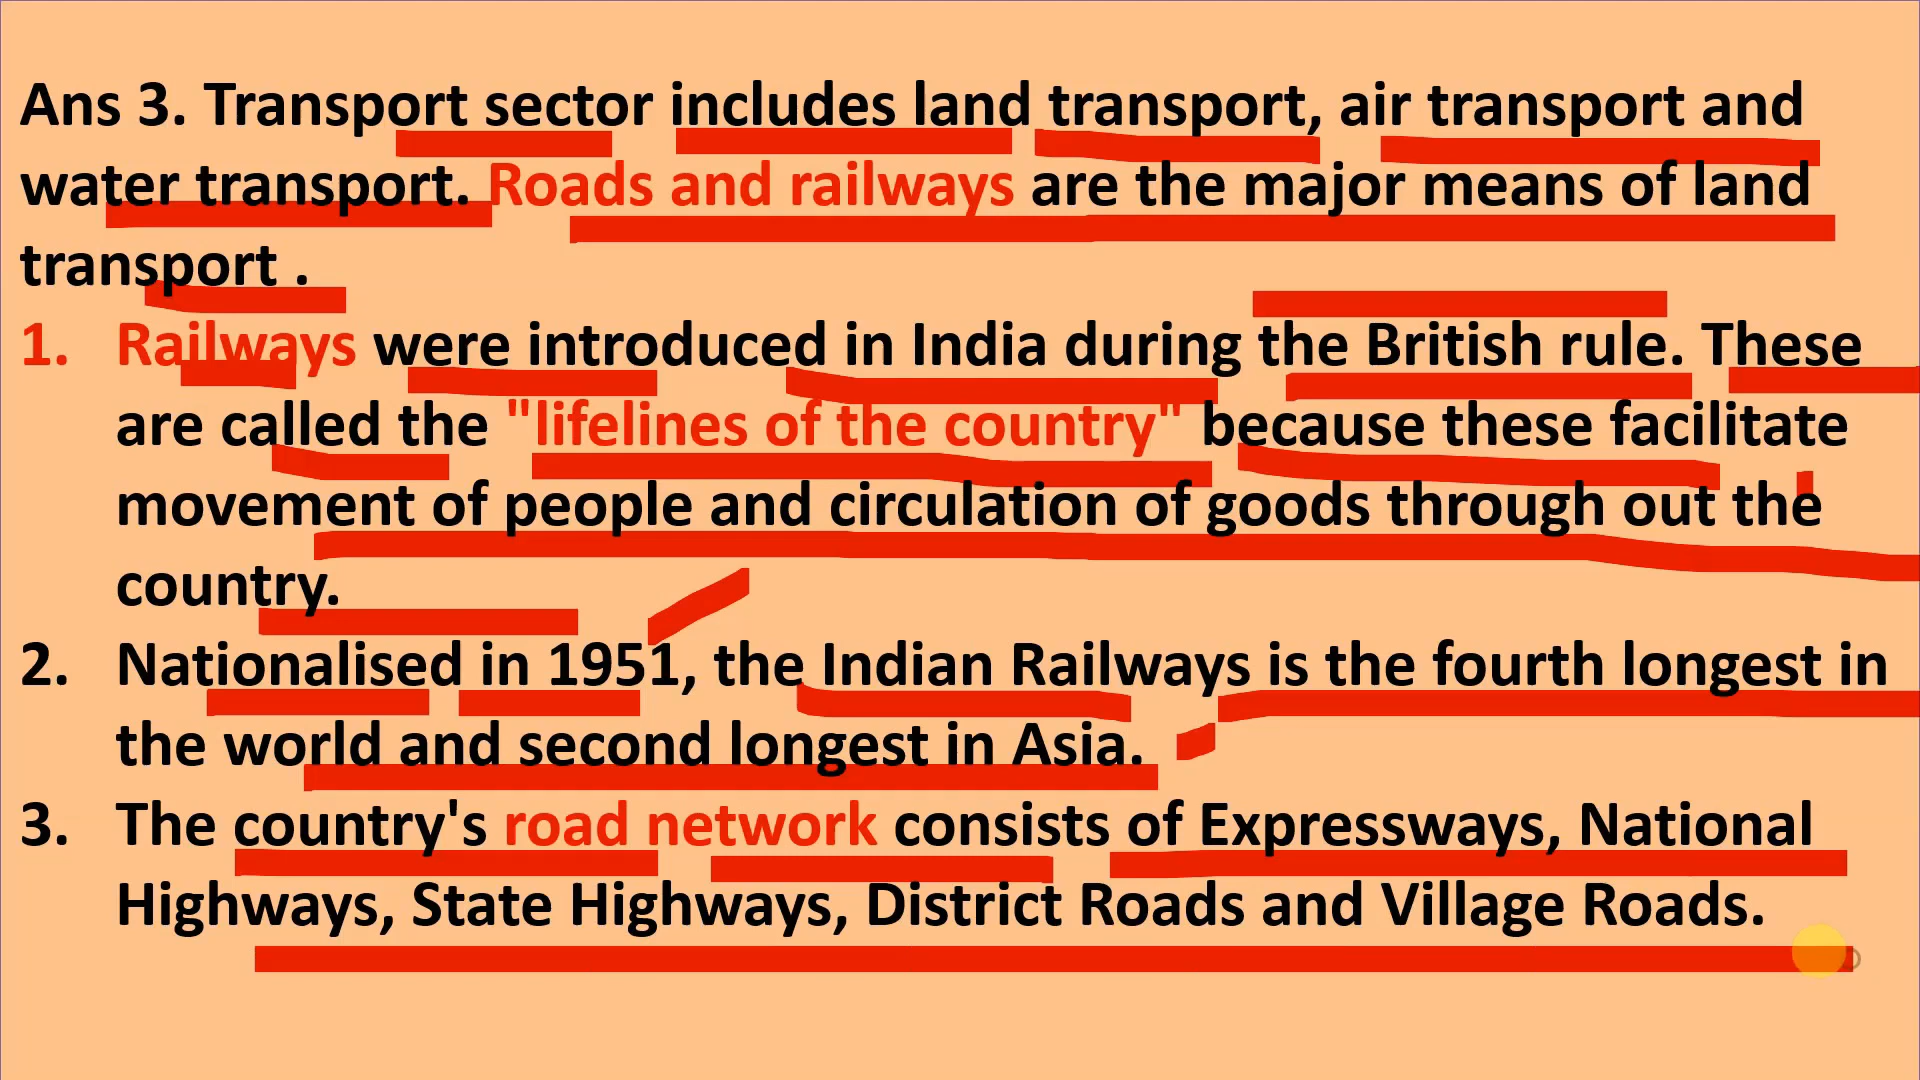 Ans 3. Transport sector includes land transport, air transport and
water transport. Roads and railways are the major means of land
transport .
1. Railways were introduced in India during the British rule. These
are called the "lifelines of the country" because these facilitate
movement of people and circulation of goods through out the
country.
2. Nationalised in 1951, the Indian Railways is the fourth longest in
the world and second longest in Asia.
3. The country's road network consists of Expressways, National
Highways, State Highways, District Roads and Village Roads.